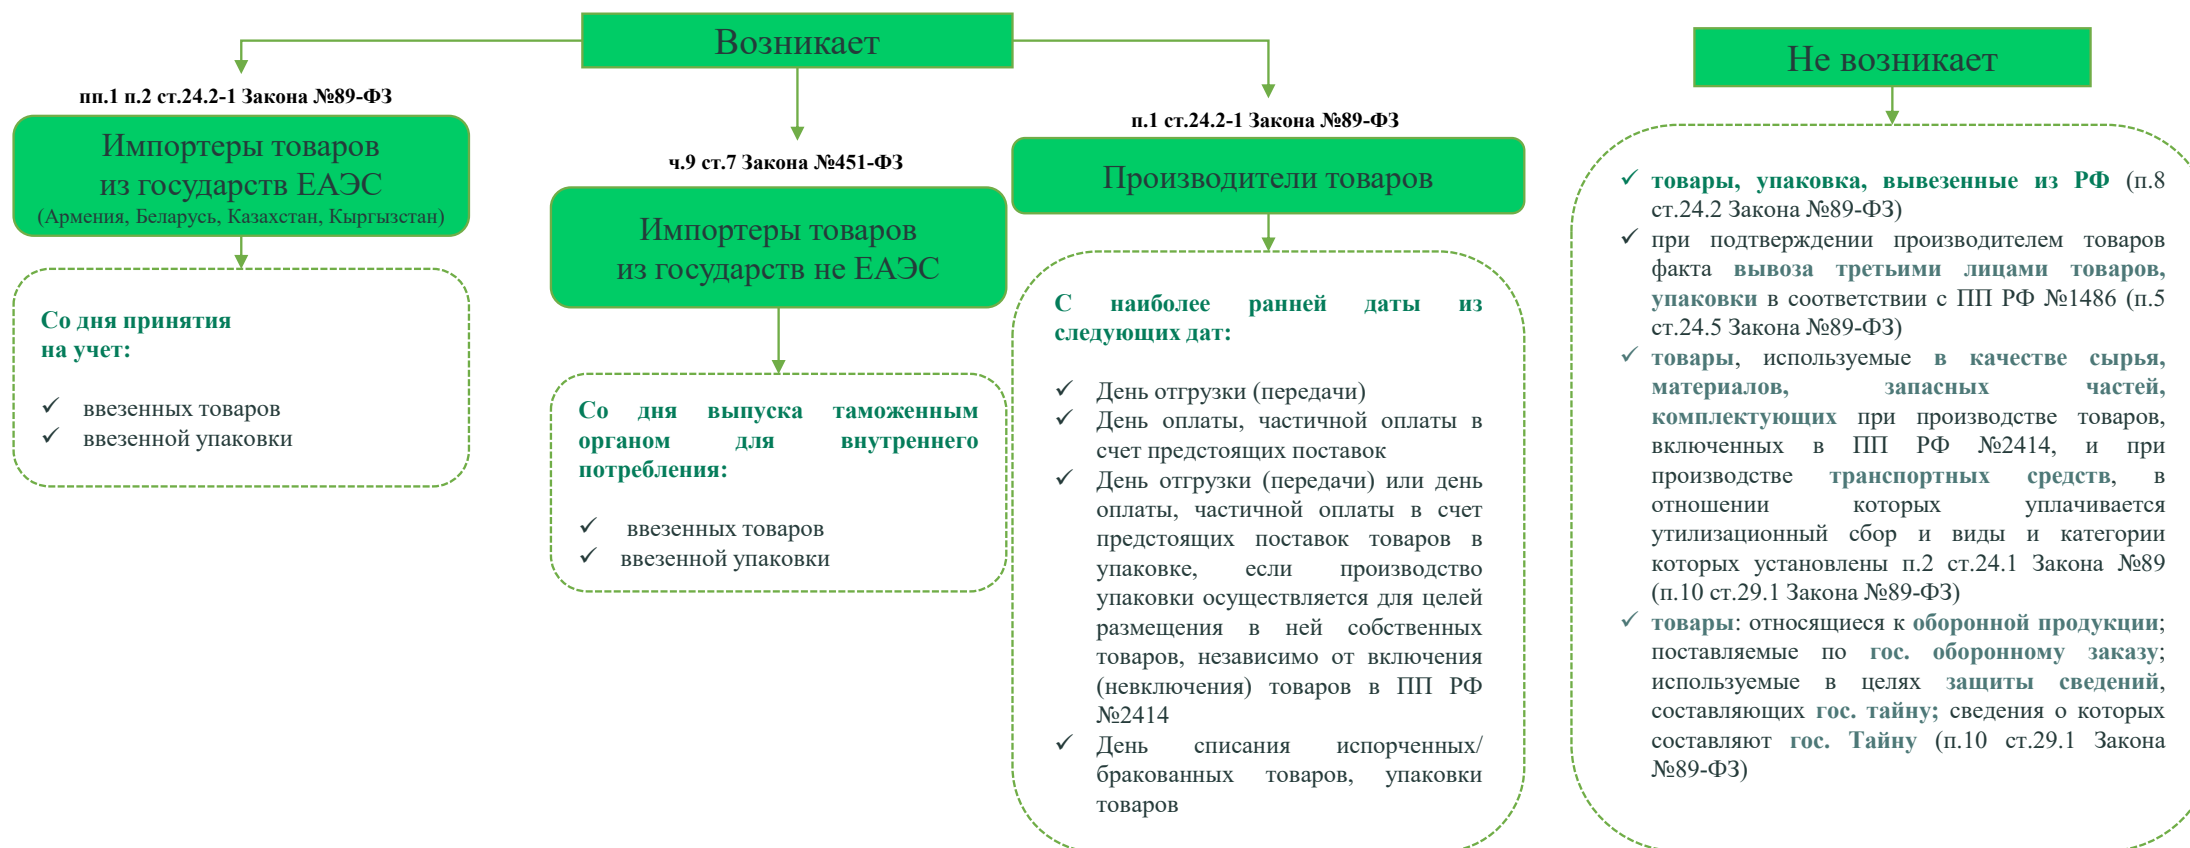 Возникает
пп.1 п.2 ст.24.2-1 Закона №89-ФЗ
Импортеры товаров
из государств ЕАЭС
(Армения, Беларусь, Казахстан, Кыргызстан)
Со дня принятия
на учет:
✓ ввезенных товаров
✓ ввезенной упаковки
ч.9 ст.7 Закона №451-ФЗ
Импортеры товаров
из государств не ЕАЭС
Со дня выпуска таможенным
органом для внутреннего
потребления:
✓ ввезенных товаров
✓ ввезенной упаковки
п.1 ст.24.2-1 Закона №89-ФЗ
Производители товаров
С наиболее ранней даты из
следующих дат:
✓ День отгрузки (передачи)
✓ День оплаты, частичной оплаты в
счет предстоящих поставок
✓ День отгрузки (передачи) или день
оплаты, частичной оплаты в счет
предстоящих поставок товаров в
упаковке, если производство
упаковки осуществляется для целей
размещения в ней собственных
товаров, независимо от включения
(невключения) товаров в ПП РФ
№2414
✓ День списания испорченных/
бракованных товаров, упаковки
товаров
Не возникает
✓ товары, упаковка, вывезенные из РФ (п.8
ст.24.2 Закона №89-ФЗ)
✓ при подтверждении производителем товаров
факта вывоза третьими лицами товаров,
упаковки в соответствии с ПП РФ №1486 (п.5
ст.24.5 Закона №89-ФЗ)
✓ товары, используемые в качестве сырья,
материалов, запасных частей,
комплектующих при производстве товаров,
включенных в ПП РФ №2414, и при
производстве транспортных средств, в
отношении которых уплачивается
утилизационный сбор и виды и категории
которых установлены п.2 ст.24.1 Закона №89
(п.10 ст.29.1 Закона №89-ФЗ)
✓ товары: относящиеся к оборонной продукции;
поставляемые по гос. оборонному заказу;
используемые в целях защиты сведений,
составляющих гос. тайну; сведения о которых
составляют гос. Тайну (п.10 ст.29.1 Закона
№89-ФЗ)